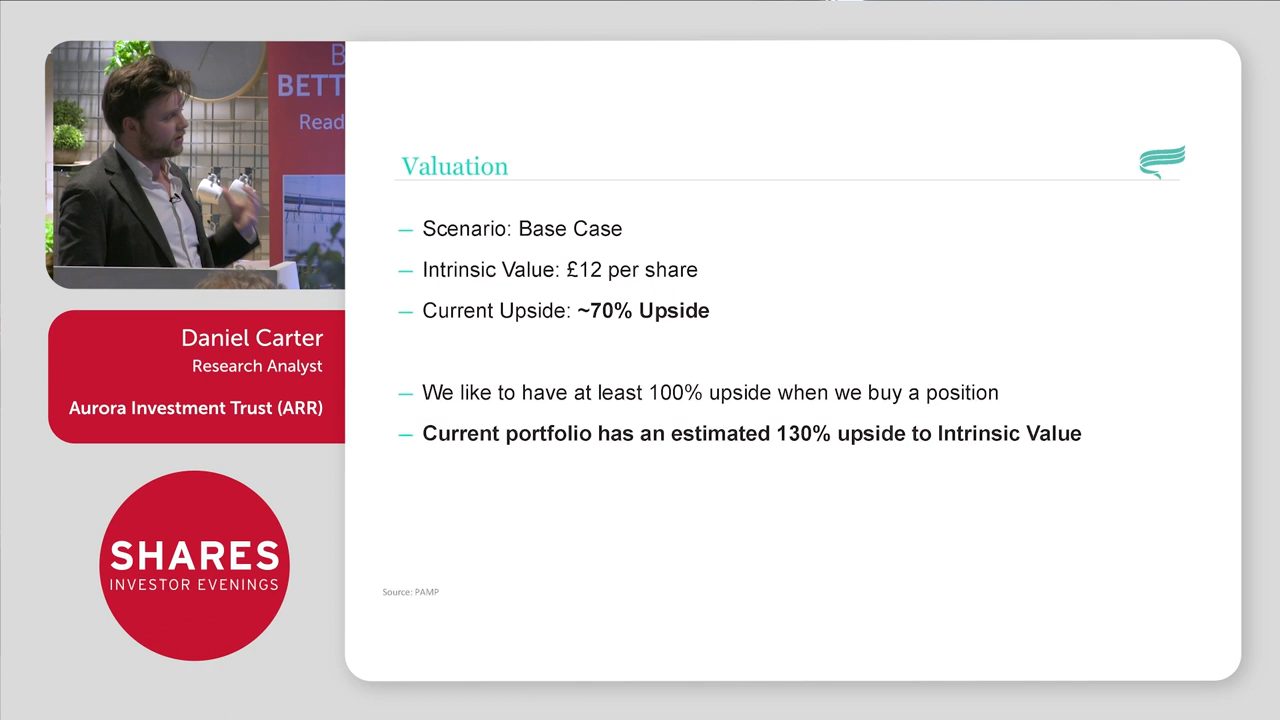 B
BETT
Read
Daniel Carter
Research Analyst
Aurora Investment Trust (ARR)
SHARES
INVESTOR EVENINGS
Valuation
— Scenario: Base Case
— Intrinsic Value: £12 per share
— Current Upside: ~70% Upside
— We like to have at least 100% upside when we buy a position
— Current portfolio has an estimated 130% upside to Intrinsic Value
Source: PAMP